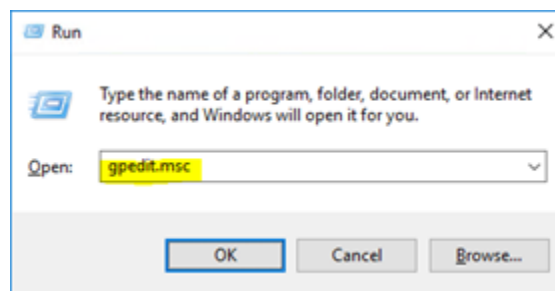 Run
Type the name of a program, folder, document, or Internet
resource, and Windows will open it for you.
Open: gpedit.msc
OK Cancel Browse...